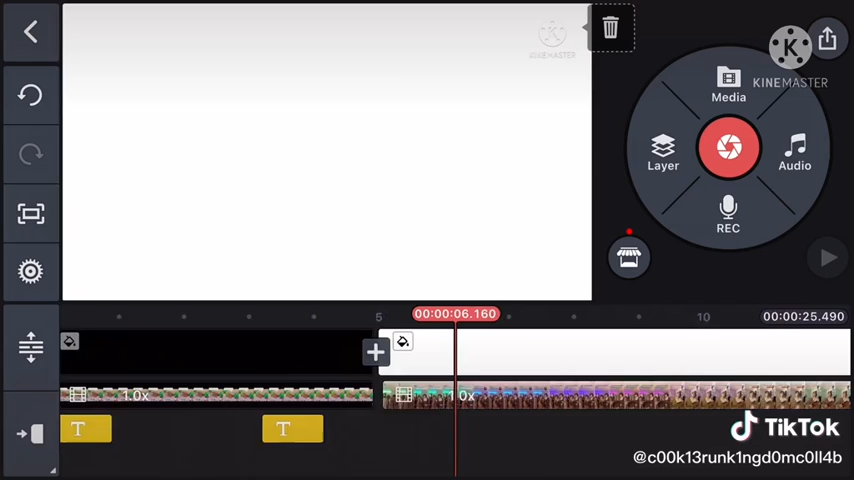 KINEMASTER
K
KINEMASTER
Media
Layer
Audio
REC
5
00:00:06.160
10
00:00:25.490
1.0x
1.0x
T
T
TikTok
@c00k13runk1ngd0mc0ll4b